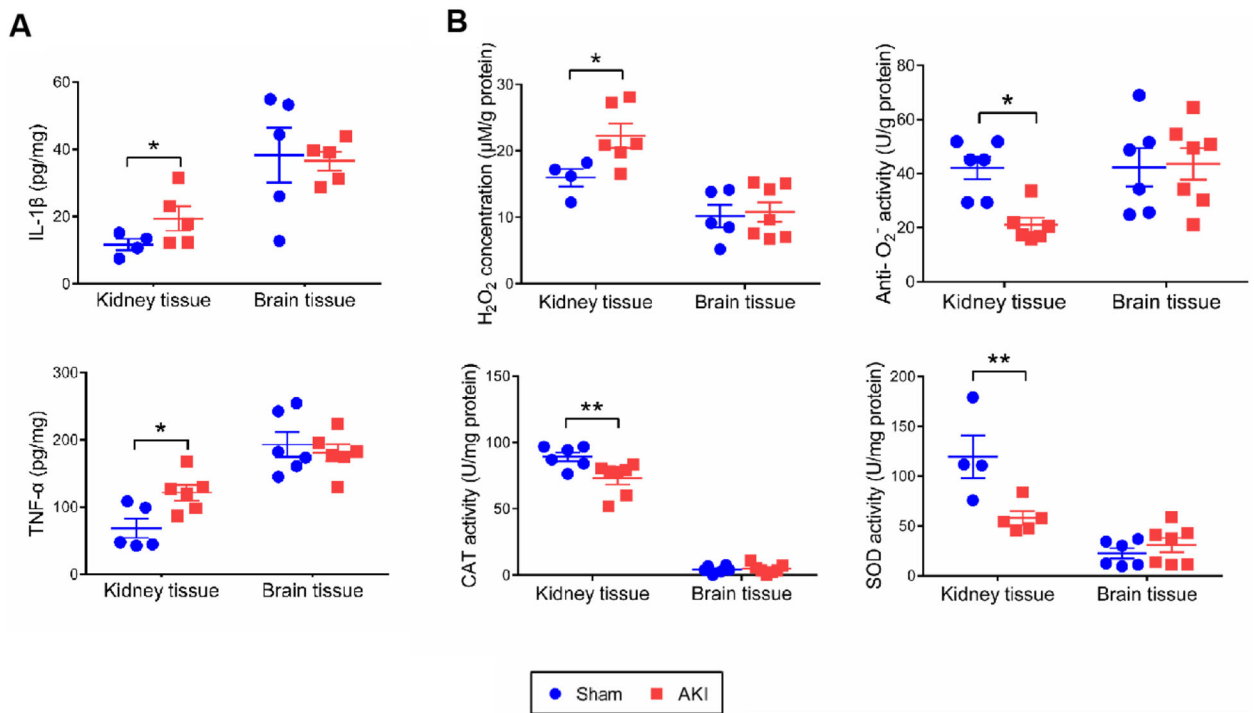 A
B
IL-1β (pg/mg)
60
40
20
0
*
Kidney tissue
Brain tissue
H₂O₂ concentration (μM/g protein)
30
20
10
0
*
Kidney tissue
Brain tissue
Anti- O₂⁻ activity (U/g protein)
80
60
40
20
0
*
Kidney tissue
Brain tissue
TNF-α (pg/mg)
300
200
100
0
*
Kidney tissue
Brain tissue
CAT activity (U/mg protein)
150
100
50
0
**
Kidney tissue
Brain tissue
SOD activity (U/mg protein)
200
150
100
50
0
**
Kidney tissue
Brain tissue
Sham
AKI